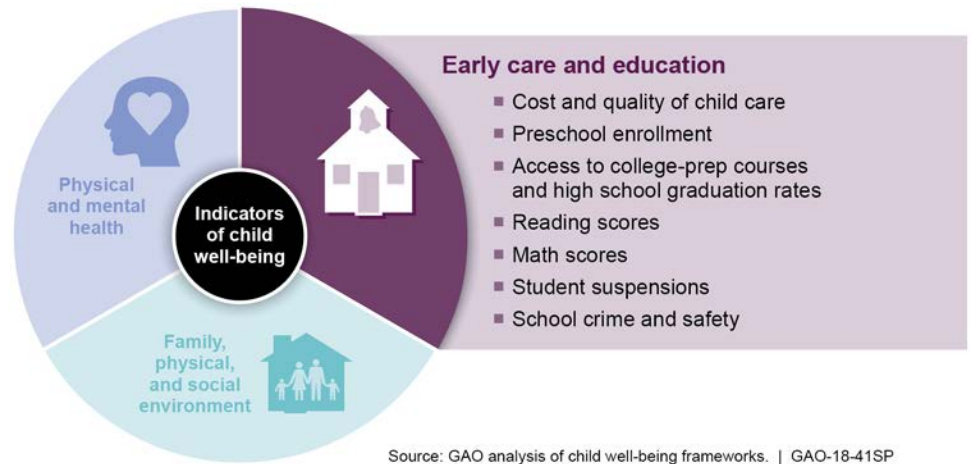 Physical
and mental
health
Indicators
of child
well-being
Family,
physical,
and social
environment
Early care and education
Cost and quality of child care
Preschool enrollment
Access to college-prep courses
and high school graduation rates
Reading scores
Math scores
Student suspensions
School crime and safety
Source: GAO analysis of child well-being frameworks. | GAO-18-41SP